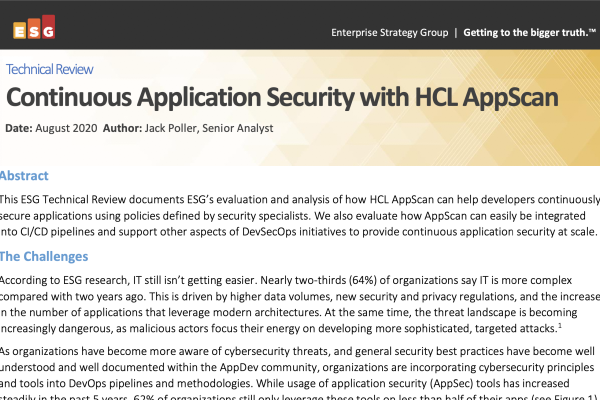 ESG
Enterprise Strategy Group | Getting to the bigger truth.™
Technical Review
Continuous Application Security with HCL AppScan
Date: August 2020 Author: Jack Poller, Senior Analyst
Abstract
This ESG Technical Review documents ESG’s evaluation and analysis of how HCL AppScan can help developers continuously
secure applications using policies defined by security specialists. We also evaluate how AppScan can easily be integrated
into CI/CD pipelines and support other aspects of DevSecOps initiatives to provide continuous application security at scale.
The Challenges
According to ESG research, IT still isn’t getting easier. Nearly two-thirds (64%) of organizations say IT is more complex
compared with two years ago. This is driven by higher data volumes, new security and privacy regulations, and the increase
in the number of applications that leverage modern architectures. At the same time, the threat landscape is becoming
increasingly dangerous, as malicious actors focus their energy on developing more sophisticated, targeted attacks.¹
As organizations have become more aware of cybersecurity threats, and general security best practices have become well
understood and well documented within the AppDev community, organizations are incorporating cybersecurity principles
and tools into DevOps pipelines and methodologies. While usage of application security (AppSec) tools has increased
steadily in the past 5 years, 62% of organizations still only leverage these tools on less than half of their apps (see Figure 1).